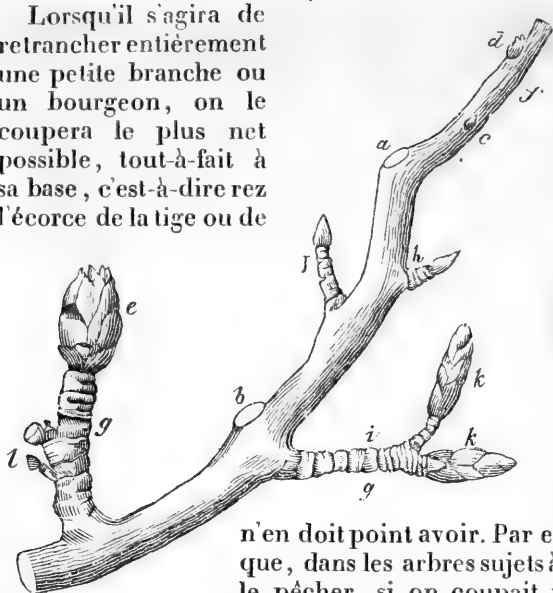 Lorsqu'il s'agira de
retrancher entièrement
une petite branche ou
un bourgeon, on le
coupera le plus net
possible, tout-à-fait à
sa base, c'est-à-dire rez
l'écorce de la tige ou de
d
f
c
a
J
h
e
k
b
g
l
i
k
g
n'en doit point avoir. Par e
que, dans les arbres sujets à
le pêcher, si on coupait